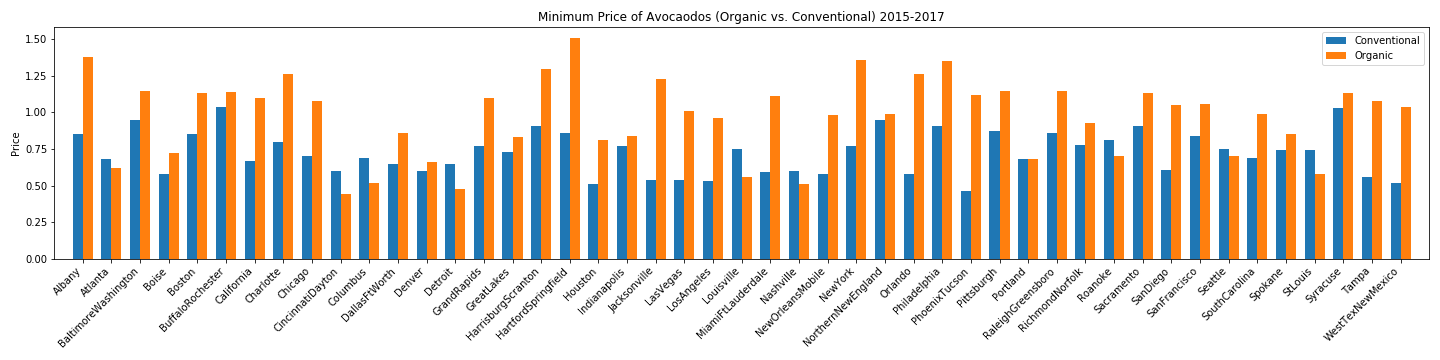 Minimum Price of Avocaodos (Organic vs. Conventional) 2015-2017
Conventional
Organic
Price
1.50
1.25
1.00
0.75
0.50
0.25
0.00
Albany
Atlanta
BaltimoreWashington
Boise
Boston
BuffaloRochester
California
Charlotte
Chicago
CincinnatiDayton
Columbus
DallasFtWorth
Denver
Detroit
GrandRapids
GreatLakes
HarrisburgScranton
HartfordSpringfield
Houston
Indianapolis
Jacksonville
LasVegas
LosAngeles
Louisville
MiamiFtLauderdale
Nashville
NewOrleansMobile
NewYork
NorthernNewEngland
Orlando
Philadelphia
PhoenixTucson
Pittsburgh
Portland
RaleighGreensboro
RichmondNorfolk
Roanoke
Sacramento
SanDiego
SanFrancisco
Seattle
SouthCarolina
Spokane
StLouis
Syracuse
Tampa
WestTexNewMexico